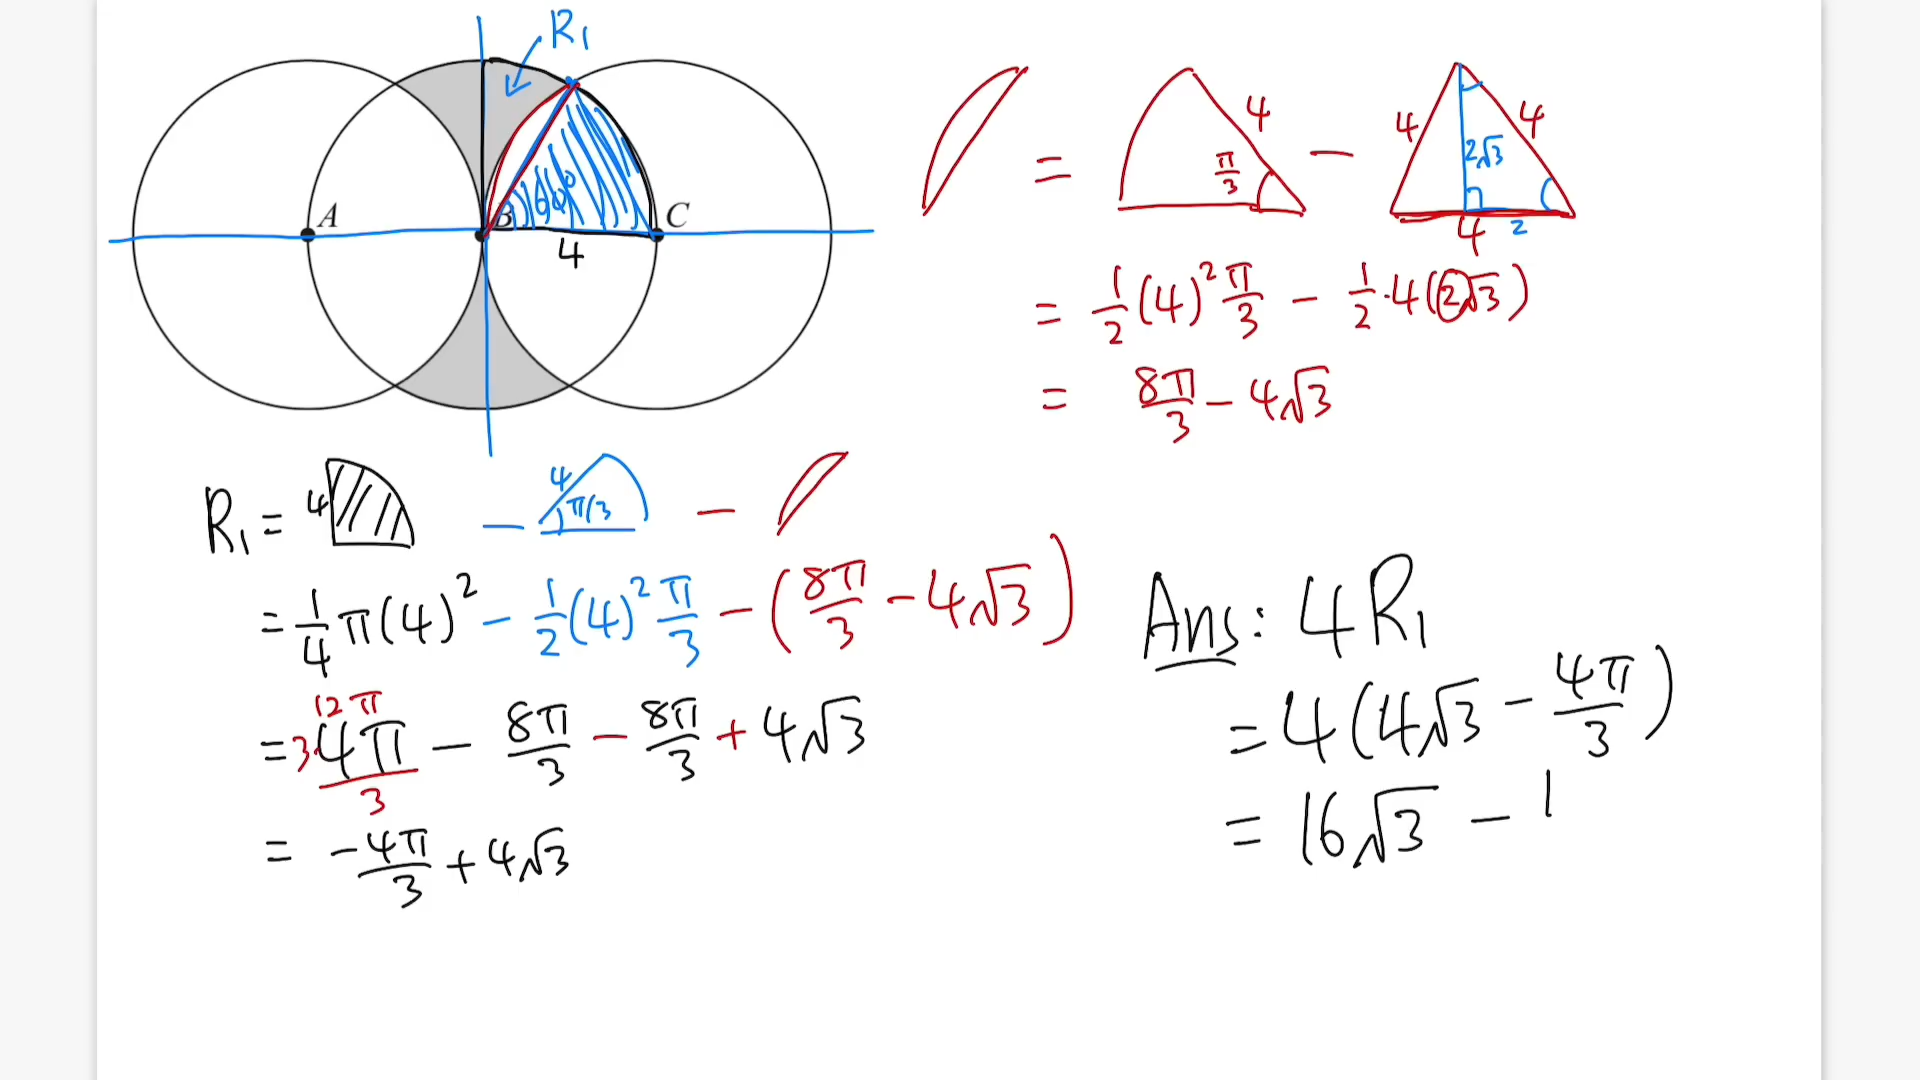 R₁
A
B
C
60°
4
= 4 π/3 − 4 4 2√3 4 2
= 1/2 (4)² π/3 − 1/2 · 4(2√3)
= 8π/3 − 4√3
R₁ = 4 − 4 π/3 −
= 1/4 π(4)² − 1/2 (4)² π/3 − (8π/3 − 4√3)
12π
= 3·4π/3 − 8π/3 − 8π/3 + 4√3
= −4π/3 + 4√3
Ans: 4R₁
= 4(4√3 − 4π/3)
= 16√3 − 1